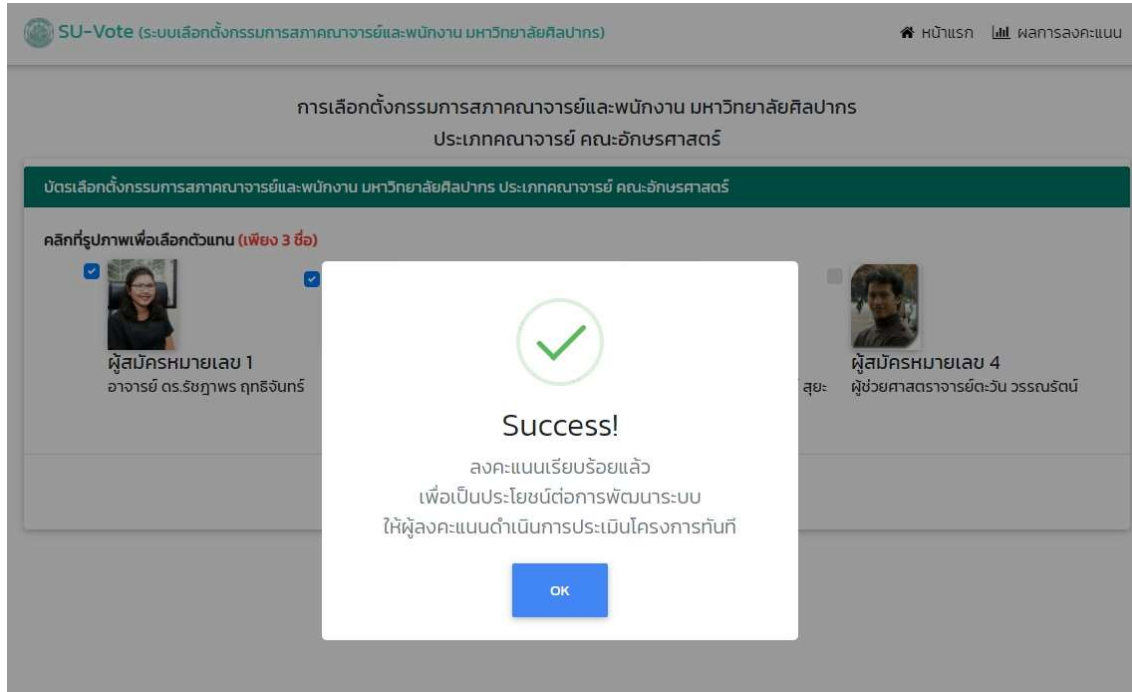 SU-Vote (ระบบเลือกตั้งกรรมการสภาคณาจารย์และพนักงาน มหาวิทยาลัยศิลปากร)
หน้าแรก ผลการลงคะแนน
การเลือกตั้งกรรมการสภาคณาจารย์และพนักงาน มหาวิทยาลัยศิลปากร
ประเภทคณาจารย์ คณะอักษรศาสตร์
บัตรเลือกตั้งกรรมการสภาคณาจารย์และพนักงาน มหาวิทยาลัยศิลปากร ประเภทคณาจารย์ คณะอักษรศาสตร์
คลิกที่รูปภาพเพื่อเลือกตัวแทน (เพียง 3 ชื่อ)
ผู้สมัครหมายเลข 1
อาจารย์ ดร.รัชฎาพร ฤทธิจันทร์
สุยะ
ผู้สมัครหมายเลข 4
ผู้ช่วยศาสตราจารย์ตะวัน วรรณรัตน์
Success!
ลงคะแนนเรียบร้อยแล้ว
เพื่อเป็นประโยชน์ต่อการพัฒนาระบบ
ให้ผู้ลงคะแนนดำเนินการประเมินโครงการทันที
OK